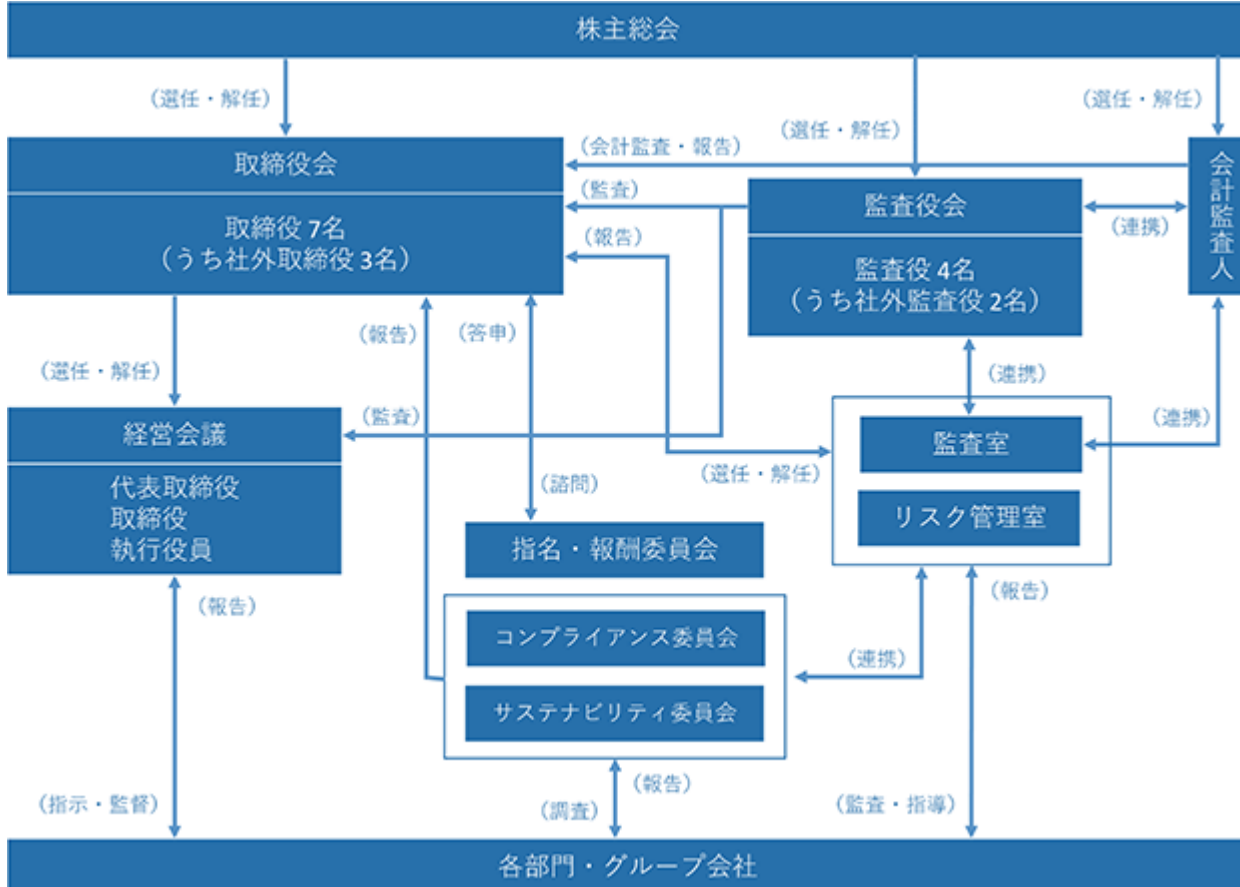 株主総会
(選任・解任)
(選任・解任)
(選任・解任)
取締役会
取締役 7名
(うち社外取締役 3名)
(会計監査・報告)
(監査)
(報告)
監査役会
監査役 4名
(うち社外監査役 2名)
(連携)
会計監査人
(選任・解任)
(報告)
(答申)
(連携)
(連携)
経営会議
代表取締役
取締役
執行役員
(監査)
(諮問)
(選任・解任)
監査室
リスク管理室
指名・報酬委員会
(報告)
コンプライアンス委員会
サステナビリティ委員会
(連携)
(報告)
(指示・監督)
(調査)
(報告)
(監査・指導)
各部門・グループ会社